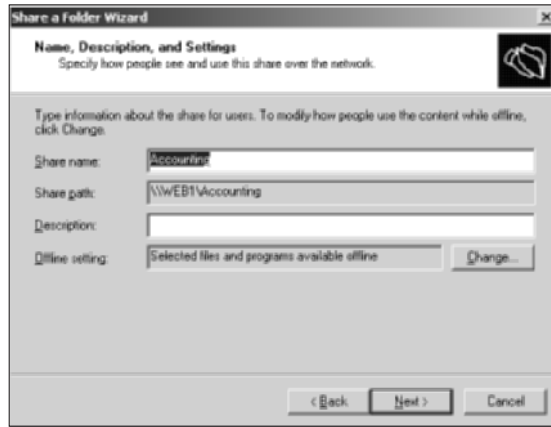 Share a Folder Wizard
Name, Description, and Settings
Specify how people see and use this share over the network.
Type information about the share for users. To modify how people use the content while offline,
click Change.
Share name: Accounting
Share path: \\WEB1\Accounting
Description:
Offline setting: Selected files and programs available offline Change...
< Back Next > Cancel